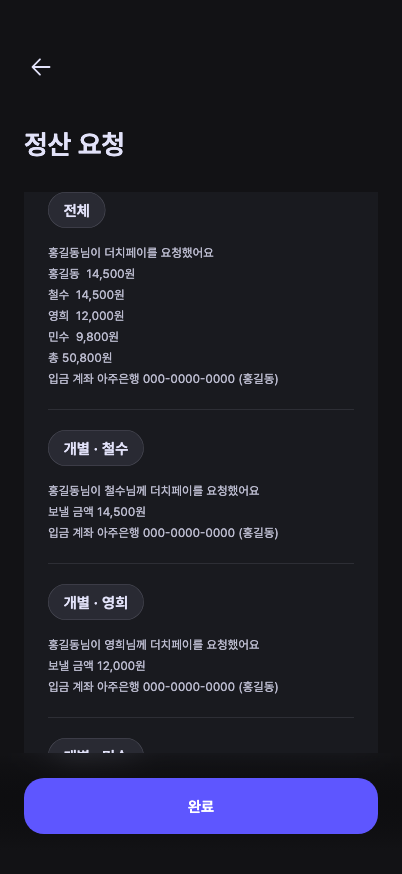 정산 요청
전체
홍길동님이 더치페이를 요청했어요
홍길동 14,500원
철수 14,500원
영희 12,000원
민수 9,800원
총 50,800원
입금 계좌 아주은행 000-0000-0000 (홍길동)
개별 · 철수
홍길동님이 철수님께 더치페이를 요청했어요
보낼 금액 14,500원
입금 계좌 아주은행 000-0000-0000 (홍길동)
개별 · 영희
홍길동님이 영희님께 더치페이를 요청했어요
보낼 금액 12,000원
입금 계좌 아주은행 000-0000-0000 (홍길동)
개별 · 민수
완료